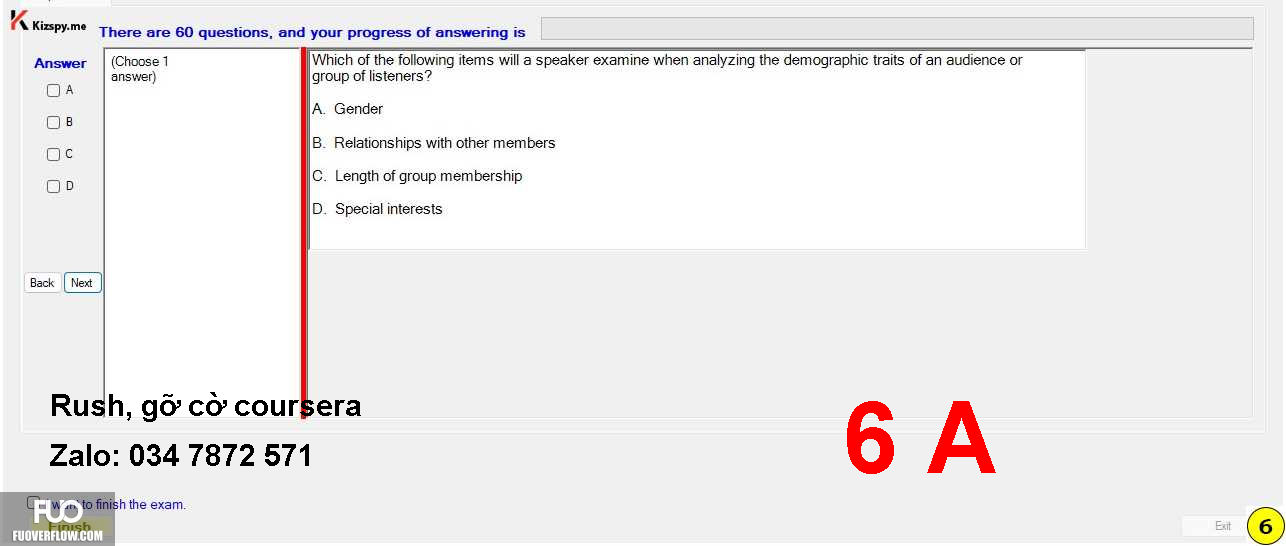 Kizspy.me
There are 60 questions, and your progress of answering is
Answer
A
B
C
D
(Choose 1
answer)
Which of the following items will a speaker examine when analyzing the demographic traits of an audience or
group of listeners?
A. Gender
B. Relationships with other members
C. Length of group membership
D. Special interests
Back
Next
Rush, gỡ cờ coursera
Zalo: 034 7872 571
6 A
I want to finish the exam.
Finish
FUO
FUOVERFLOW.COM
Exit
6